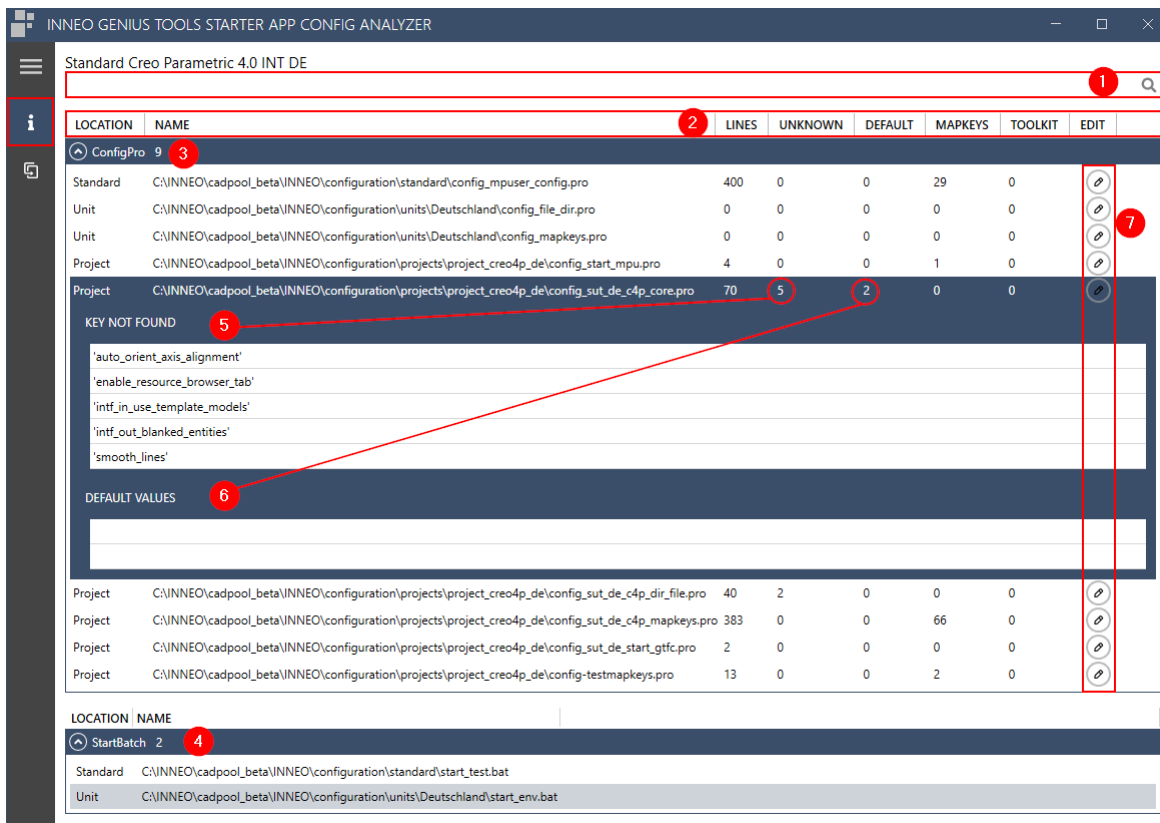 INNEO GENIUS TOOLS STARTER APP CONFIG ANALYZER
Standard Creo Parametric 4.0 INT DE
1
LOCATION NAME 2 LINES UNKNOWN DEFAULT MAPKEYS TOOLKIT EDIT
ConfigPro 9 3
Standard C:\INNEO\cadpool_beta\INNEO\configuration\standard\config_mpuser_config.pro 400 0 0 29 0
Unit C:\INNEO\cadpool_beta\INNEO\configuration\units\Deutschland\config_file_dir.pro 0 0 0 0 0
7
Unit C:\INNEO\cadpool_beta\INNEO\configuration\units\Deutschland\config_mapkeys.pro 0 0 0 0 0
Project C:\INNEO\cadpool_beta\INNEO\configuration\projects\project_creo4p_de\config_start_mpu.pro 4 0 0 1 0
Project C:\INNEO\cadpool_beta\INNEO\configuration\projects\project_creo4p_de\config_sut_de_c4p_core.pro 70 5 2 0 0
KEY NOT FOUND 5
'auto_orient_axis_alignment'
'enable_resource_browser_tab'
'intf_in_use_template_models'
'intf_out_blanked_entities'
'smooth_lines'
DEFAULT VALUES 6
Project C:\INNEO\cadpool_beta\INNEO\configuration\projects\project_creo4p_de\config_sut_de_c4p_dir_file.pro 40 2 0 0 0
Project C:\INNEO\cadpool_beta\INNEO\configuration\projects\project_creo4p_de\config_sut_de_c4p_mapkeys.pro 383 0 0 66 0
Project C:\INNEO\cadpool_beta\INNEO\configuration\projects\project_creo4p_de\config_sut_de_start_gtfc.pro 2 0 0 0 0
Project C:\INNEO\cadpool_beta\INNEO\configuration\projects\project_creo4p_de\config-testmapkeys.pro 13 0 0 2 0
LOCATION NAME
StartBatch 2 4
Standard C:\INNEO\cadpool_beta\INNEO\configuration\standard\start_test.bat
Unit C:\INNEO\cadpool_beta\INNEO\configuration\units\Deutschland\start_env.bat